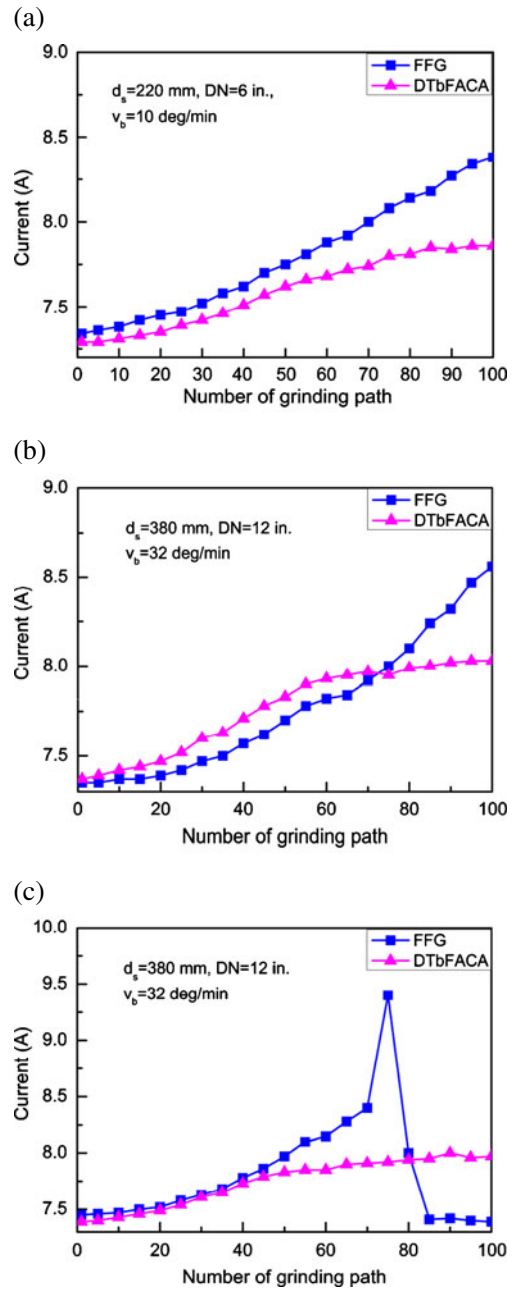 (a)
9.0
8.5
8.0
7.5
Current (A)
FFG
DTbFACA
d_s=220 mm, DN=6 in.,
v_b=10 deg/min
0 10 20 30 40 50 60 70 80 90 100
Number of grinding path
(b)
9.0
8.5
8.0
7.5
Current (A)
FFG
DTbFACA
d_s=380 mm, DN=12 in.
v_b=32 deg/min
0 20 40 60 80 100
Number of grinding path
(c)
10.0
9.5
9.0
8.5
8.0
7.5
Current (A)
FFG
DTbFACA
d_s=380 mm, DN=12 in.
v_b=32 deg/min
0 20 40 60 80 100
Number of grinding path